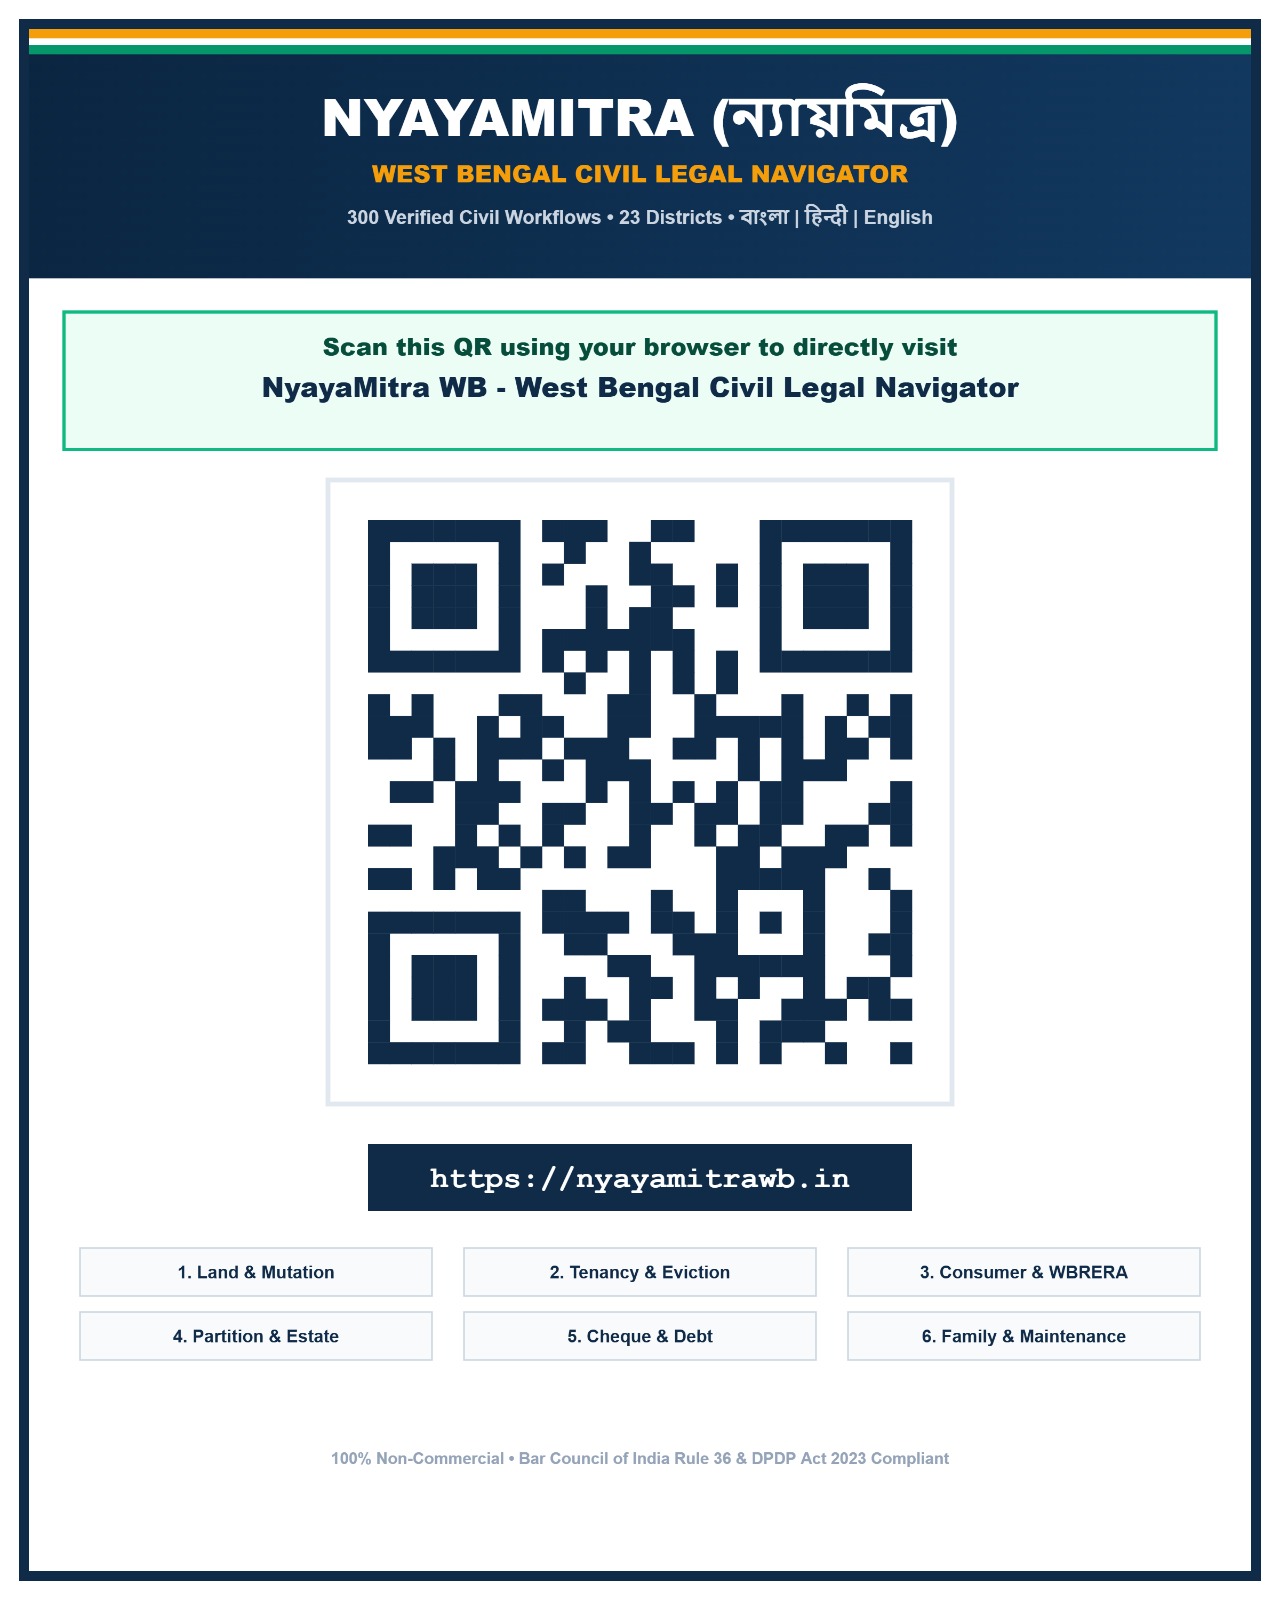 NYAYAMITRA (ন্যায়মিত্র)
WEST BENGAL CIVIL LEGAL NAVIGATOR
300 Verified Civil Workflows • 23 Districts • বাংলা | हिन्दी | English
Scan this QR using your browser to directly visit
NyayaMitra WB - West Bengal Civil Legal Navigator
https://nyayamitrawb.in
1. Land & Mutation
2. Tenancy & Eviction
3. Consumer & WBRERA
4. Partition & Estate
5. Cheque & Debt
6. Family & Maintenance
100% Non-Commercial • Bar Council of India Rule 36 & DPDP Act 2023 Compliant